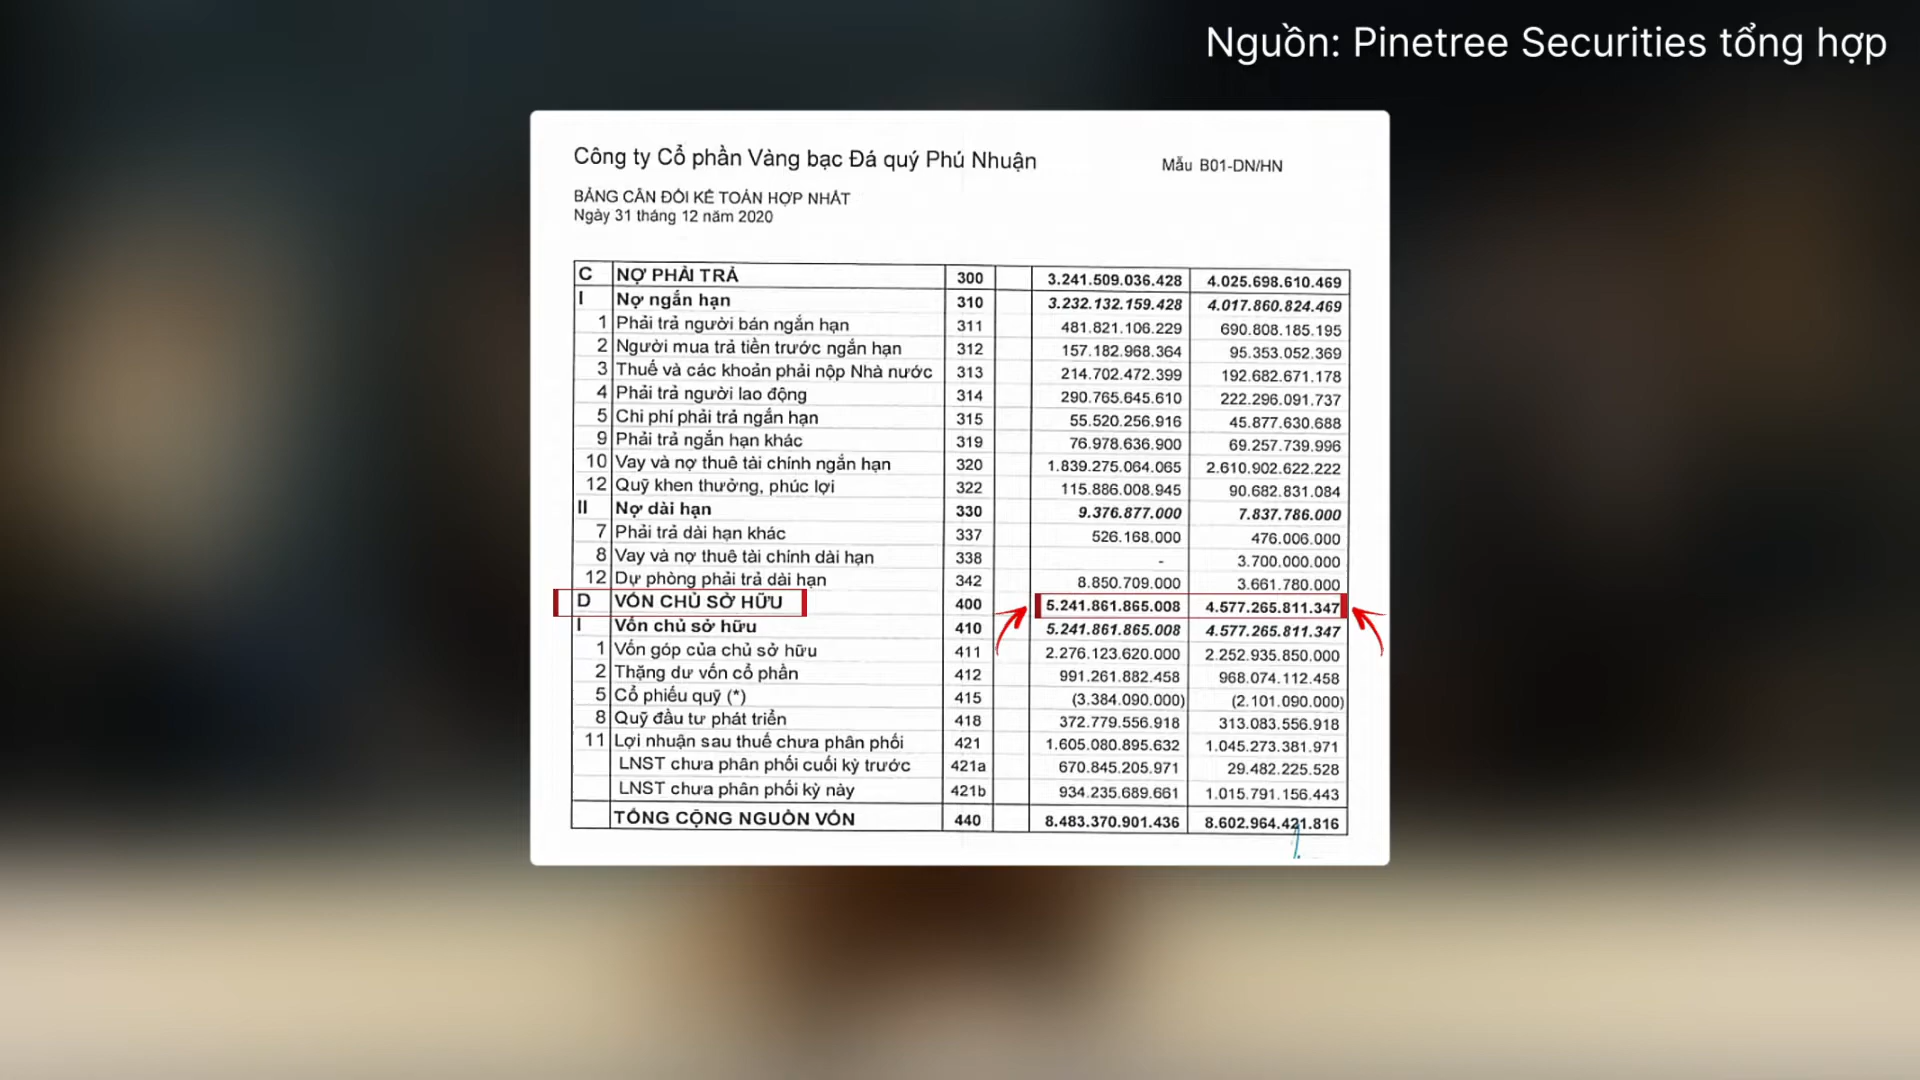 Nguồn: Pinetree Securities tổng hợp
Công ty Cổ phần Vàng bạc Đá quý Phú Nhuận
Mẫu B01-DN/HN
BẢNG CÂN ĐỐI KẾ TOÁN HỢP NHẤT
Ngày 31 tháng 12 năm 2020
C NỢ PHẢI TRẢ 300 3.241.509.036.428 4.025.698.610.469
I Nợ ngắn hạn 310 3.232.132.159.428 4.017.860.824.469
1 Phải trả người bán ngắn hạn 311 481.821.106.229 690.808.185.195
2 Người mua trả tiền trước ngắn hạn 312 157.182.968.364 95.353.052.369
3 Thuế và các khoản phải nộp Nhà nước 313 214.702.472.399 192.682.671.178
4 Phải trả người lao động 314 290.765.645.610 222.296.091.737
5 Chi phí phải trả ngắn hạn 315 55.520.256.916 45.877.630.688
9 Phải trả ngắn hạn khác 319 76.978.636.900 69.257.739.996
10 Vay và nợ thuê tài chính ngắn hạn 320 1.839.275.064.065 2.610.902.622.222
12 Quỹ khen thưởng, phúc lợi 322 115.886.008.945 90.682.831.084
II Nợ dài hạn 330 9.376.877.000 7.837.786.000
7 Phải trả dài hạn khác 337 526.168.000 476.006.000
8 Vay và nợ thuê tài chính dài hạn 338 - 3.700.000.000
12 Dự phòng phải trả dài hạn 342 8.850.709.000 3.661.780.000
D VỐN CHỦ SỞ HỮU 400 5.241.861.865.008 4.577.265.811.347
I Vốn chủ sở hữu 410 5.241.861.865.008 4.577.265.811.347
1 Vốn góp của chủ sở hữu 411 2.276.123.620.000 2.252.935.850.000
2 Thặng dư vốn cổ phần 412 991.261.882.458 968.074.112.458
5 Cổ phiếu quỹ (*) 415 (3.384.090.000) (2.101.090.000)
8 Quỹ đầu tư phát triển 418 372.779.556.918 313.083.556.918
11 Lợi nhuận sau thuế chưa phân phối 421 1.605.080.895.632 1.045.273.381.971
LNST chưa phân phối cuối kỳ trước 421a 670.845.205.971 29.482.225.528
LNST chưa phân phối kỳ này 421b 934.235.689.661 1.015.791.156.443
TỔNG CỘNG NGUỒN VỐN 440 8.483.370.901.436 8.602.964.421.816